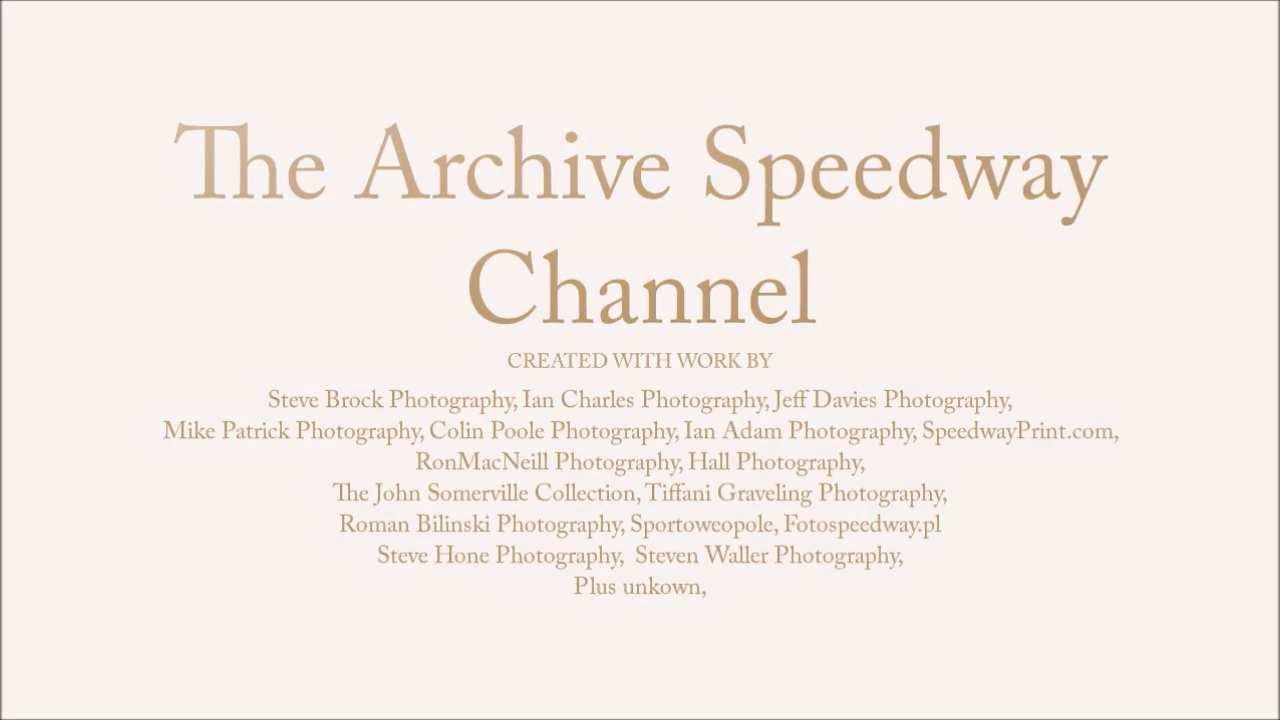 The Archive Speedway
Channel
CREATED WITH WORK BY
Steve Brock Photography, Ian Charles Photography, Jeff Davies Photography,
Mike Patrick Photography, Colin Poole Photography, Ian Adam Photography, SpeedwayPrint.com,
RonMacNeill Photography, Hall Photography,
The John Somerville Collection, Tiffani Graveling Photography,
Roman Bilinski Photography, Sportoweopole, Fotospeedway.pl
Steve Hone Photography,  Steven Waller Photography,
Plus unkown,